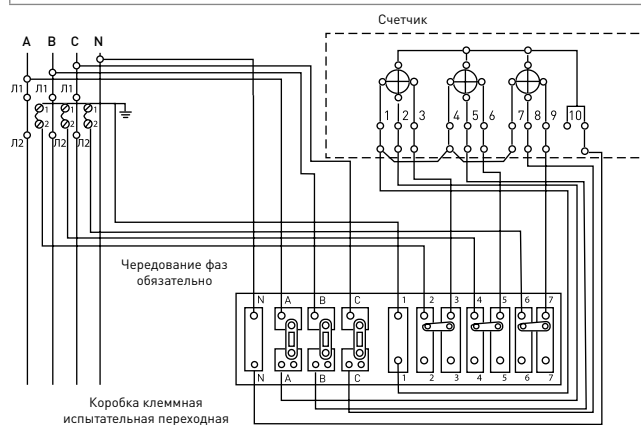 Счетчик
A B C N
Л1 Л1 Л1
1 1 1
2 2 2
Л2 Л2 Л2
1 2 3 4 5 6 7 8 9 10
Чередование фаз
обязательно
N A B C 1 2 3 4 5 6 7
N A B C 1 2 3 4 5 6 7
Коробка клеммная
испытательная переходная